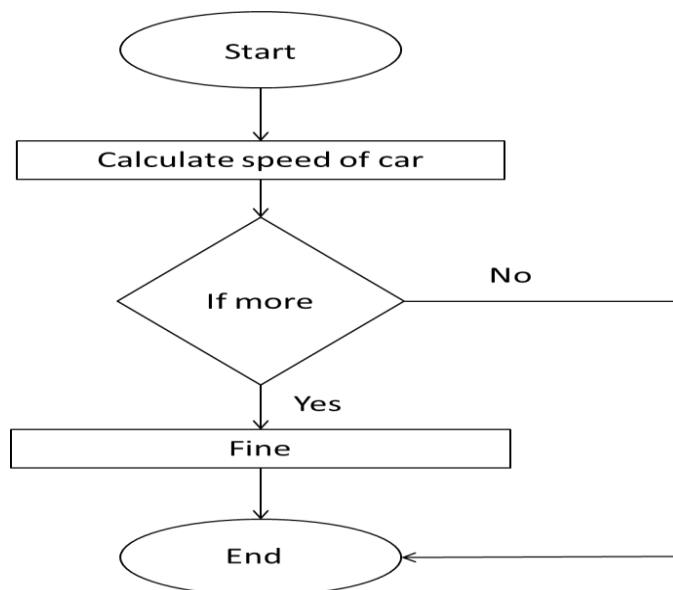 Start
Calculate speed of car
If more
No
Yes
Fine
End